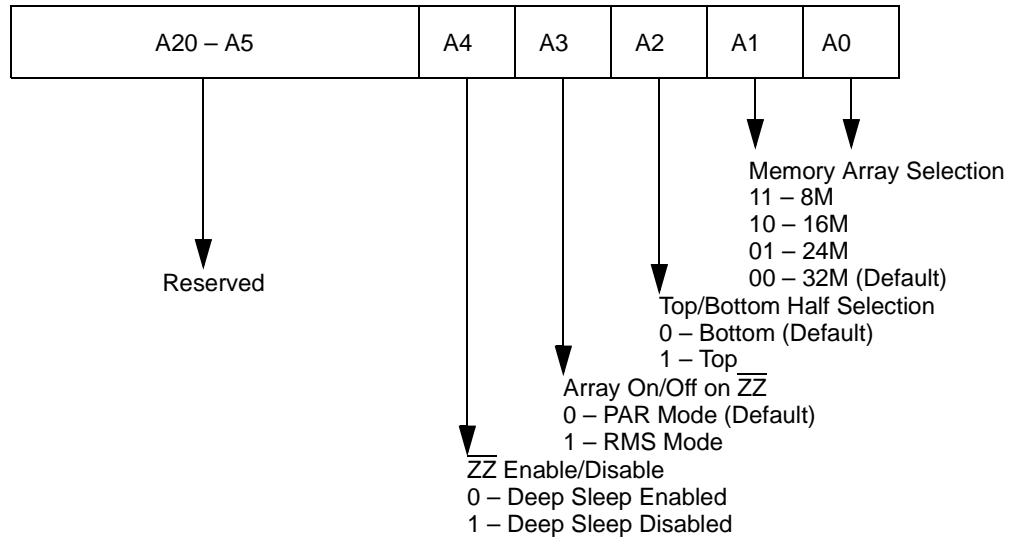 A20 – A5 A4 A3 A2 A1 A0
Memory Array Selection
11 – 8M
10 – 16M
01 – 24M
00 – 32M (Default)
Reserved
Top/Bottom Half Selection
0 – Bottom (Default)
1 – Top
Array On/Off on Z̅Z̅
0 – PAR Mode (Default)
1 – RMS Mode
Z̅Z̅ Enable/Disable
0 – Deep Sleep Enabled
1 – Deep Sleep Disabled